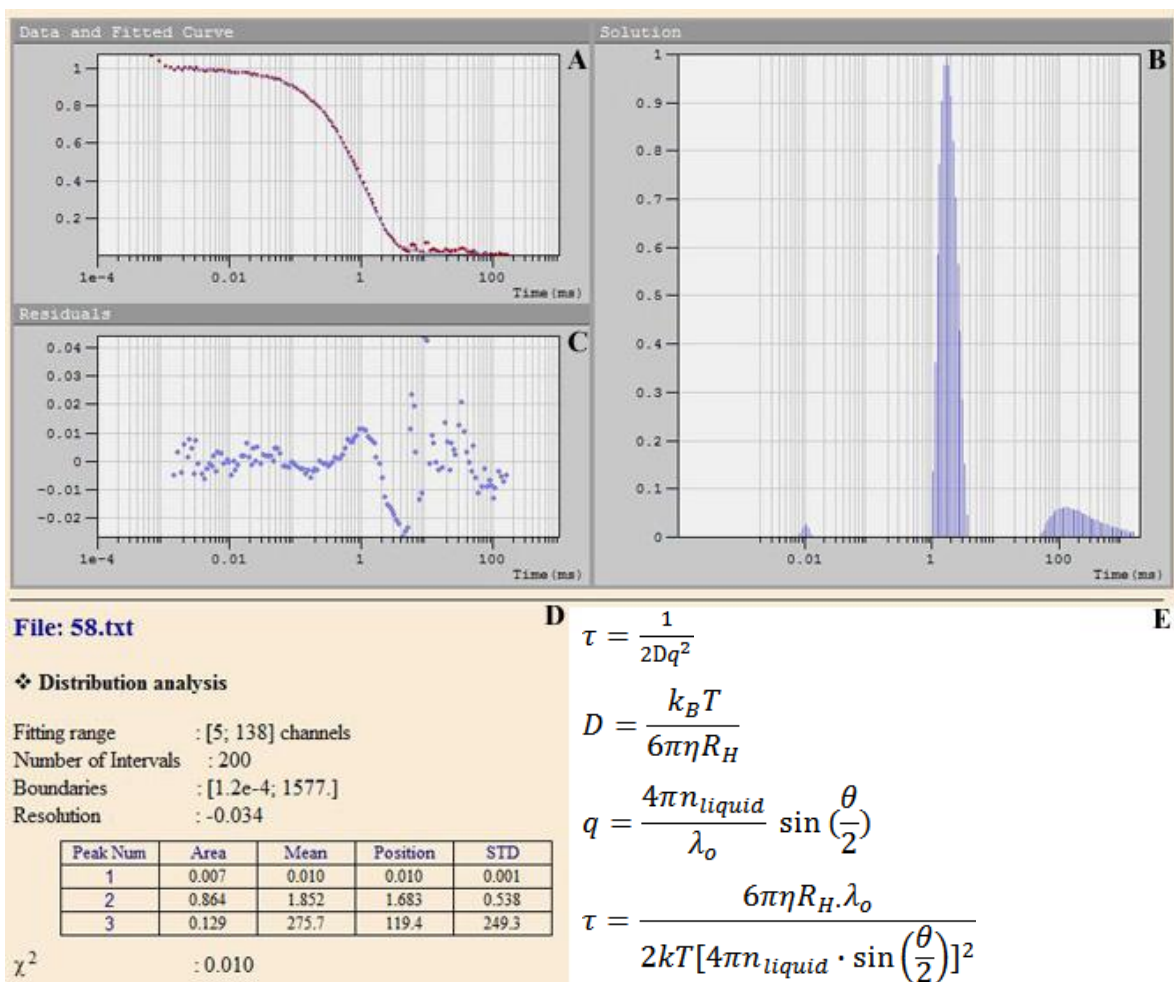 Data and Fitted Curve
A
1
0.8
0.6
0.4
0.2
1e-4
0.01
1
100
Time(ms)
Residuals
C
0.04
0.03
0.02
0.01
0
-0.01
-0.02
1e-4
0.01
1
100
Time(ms)
Solution
B
1
0.9
0.8
0.7
0.6
0.5
0.4
0.3
0.2
0.1
0
0.01
1
100
Time(ms)
D
File: 58.txt
❖ Distribution analysis
Fitting range : [5; 138] channels
Number of Intervals : 200
Boundaries : [1.2e-4; 1577.]
Resolution : -0.034
Peak Num Area Mean Position STD
1 0.007 0.010 0.010 0.001
2 0.864 1.852 1.683 0.538
3 0.129 275.7 119.4 249.3
χ² : 0.010
E
τ = 1 / 2Dq²
D = k_B T / 6πηR_H
q = 4πn_liquid / λ_o sin (θ/2)
τ = 6πηR_H.λ_o / 2kT[4πn_liquid · sin(θ/2)]²